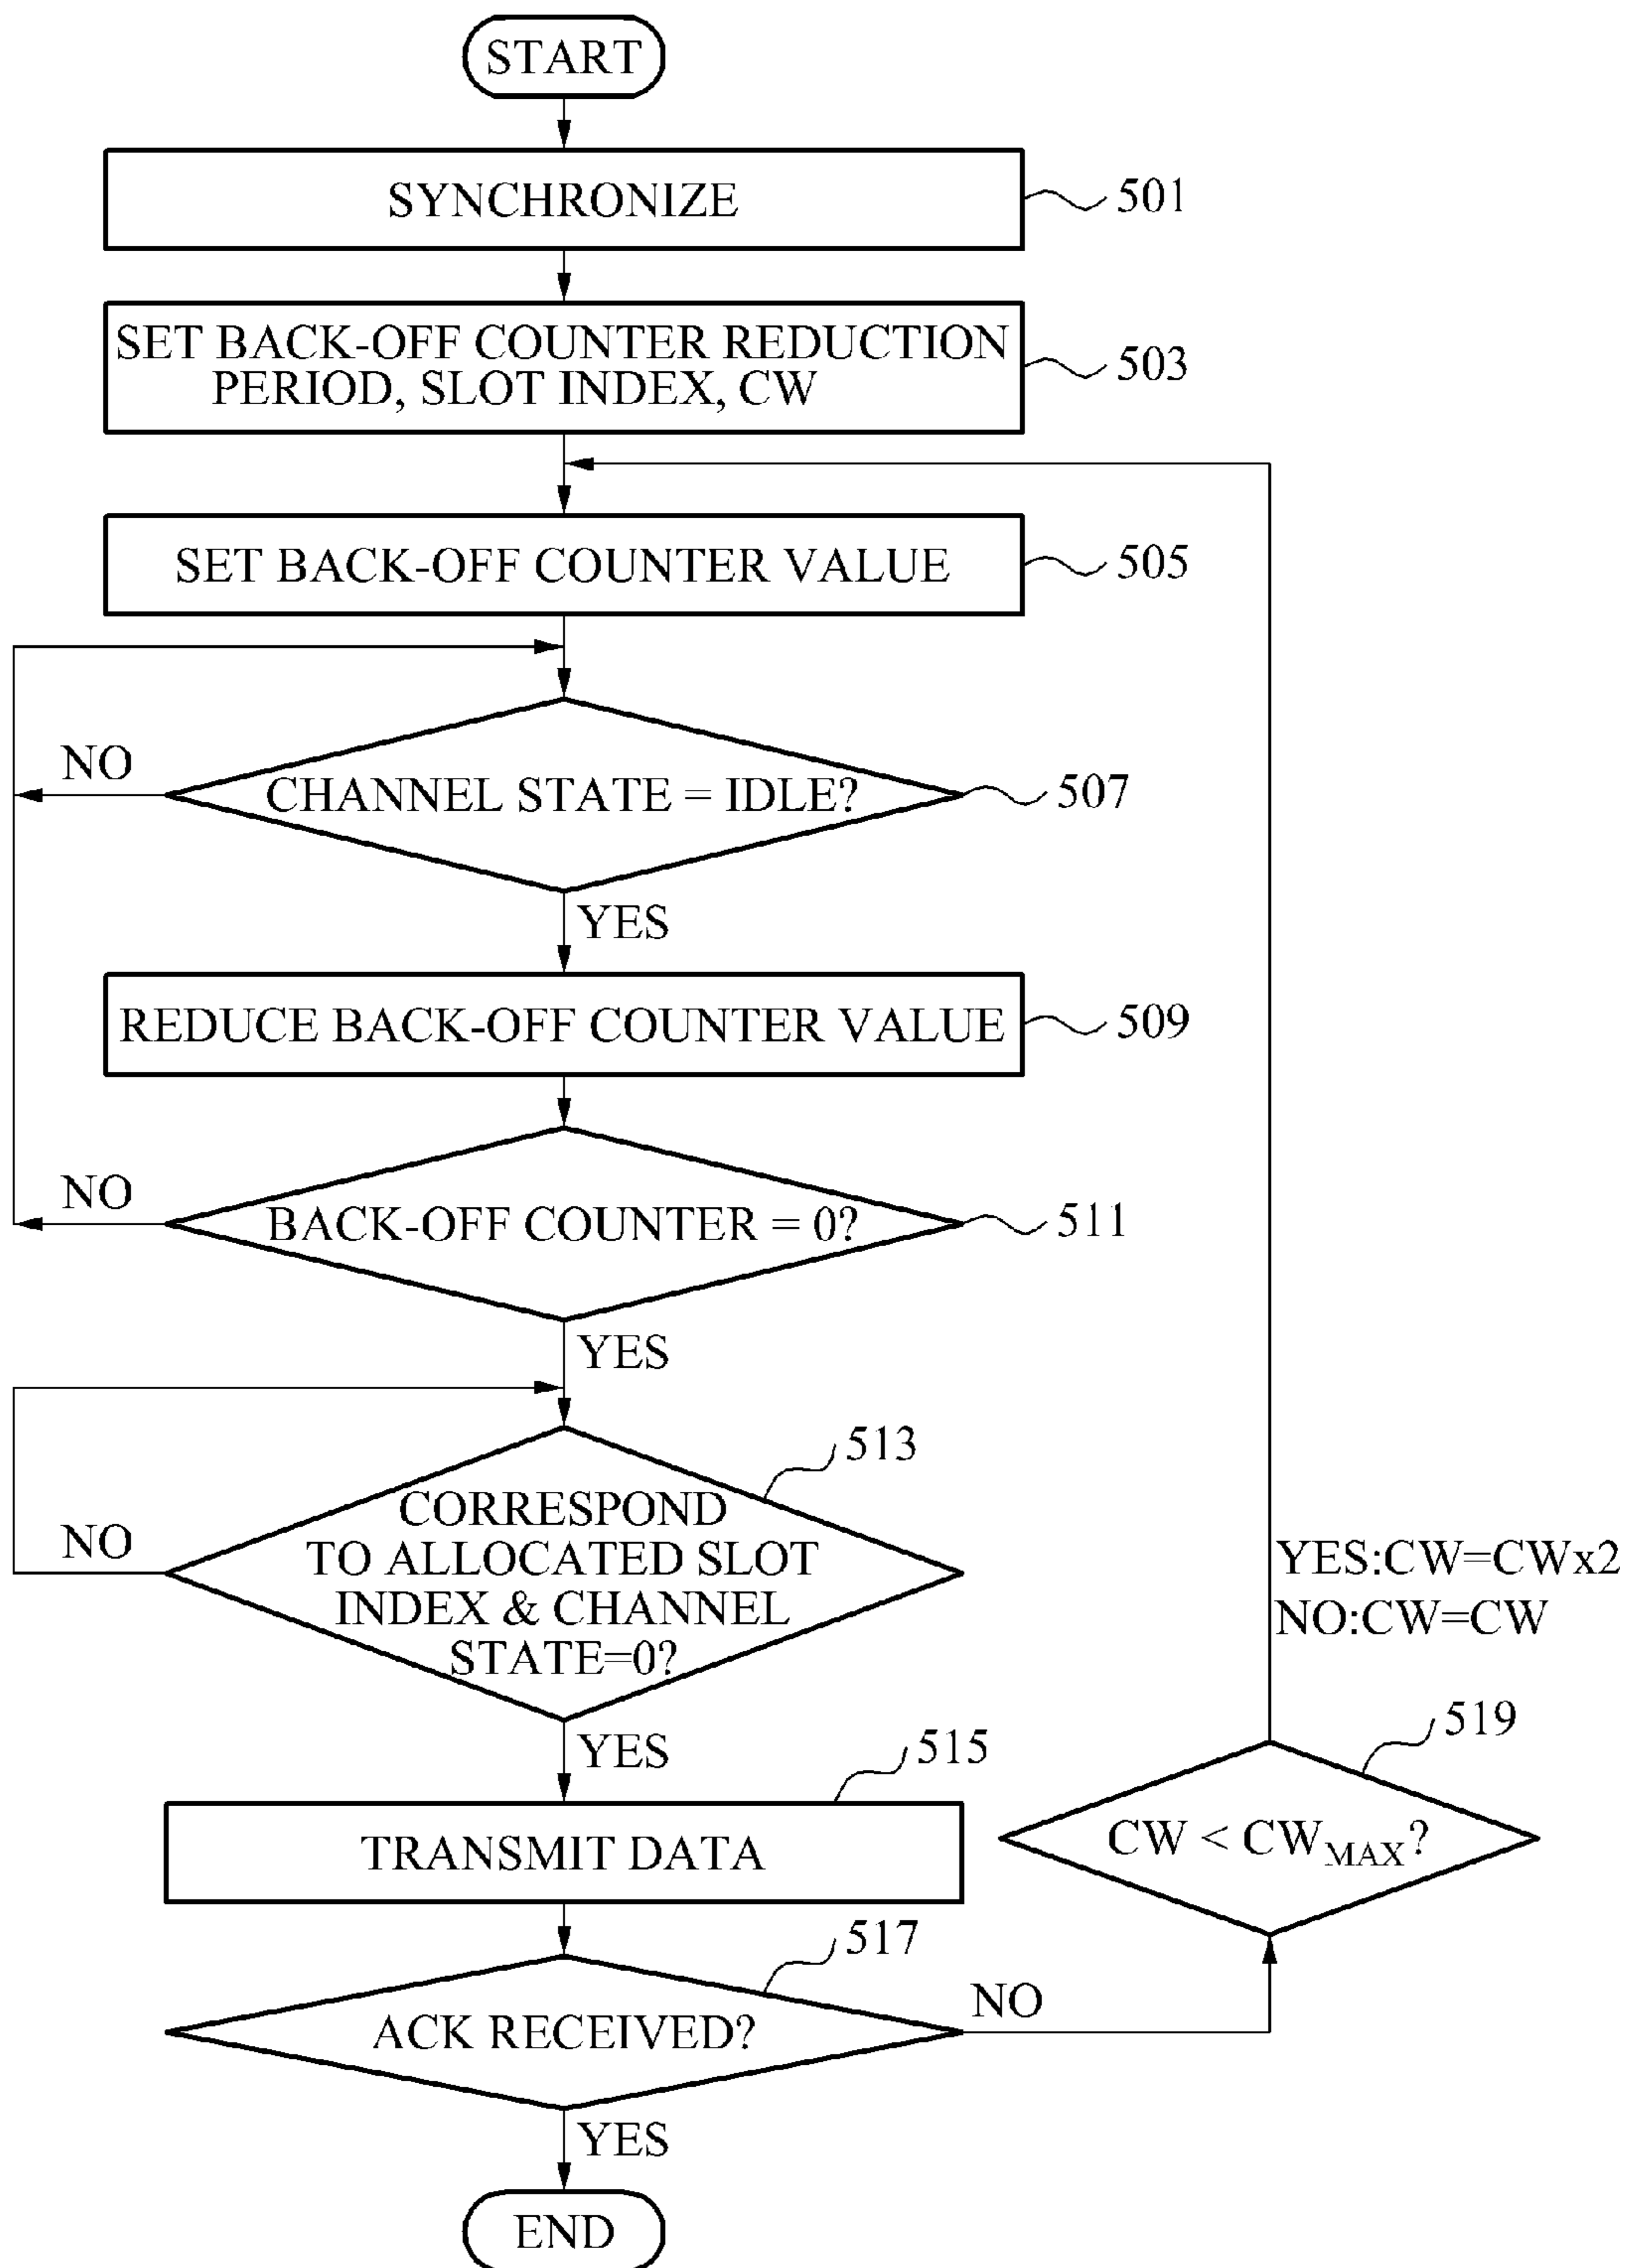 START
SYNCHRONIZE
501
SET BACK-OFF COUNTER REDUCTION
PERIOD, SLOT INDEX, CW
503
SET BACK-OFF COUNTER VALUE
505
NO
CHANNEL STATE = IDLE?
507
YES
REDUCE BACK-OFF COUNTER VALUE
509
NO
BACK-OFF COUNTER = 0?
511
YES
513
NO
CORRESPOND
TO ALLOCATED SLOT
INDEX & CHANNEL
STATE=0?
YES:CW=CWx2
NO:CW=CW
YES
515
TRANSMIT DATA
519
CW < CW_MAX?
517
ACK RECEIVED?
NO
YES
END